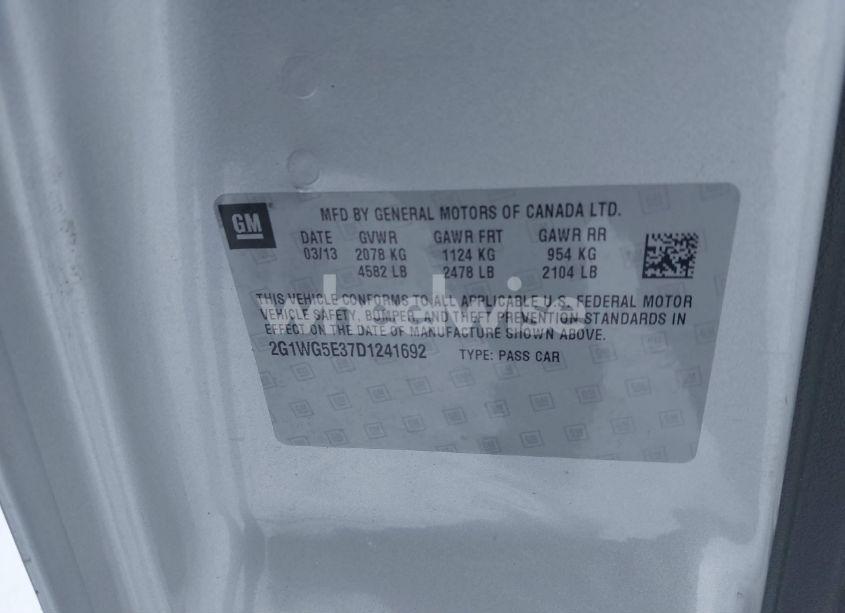 GM
MFD BY GENERAL MOTORS OF CANADA LTD.
DATE GVWR GAWR FRT GAWR RR
03/13 2078 KG 1124 KG 954 KG
4582 LB 2478 LB 2104 LB
THIS VEHICLE CONFORMS TO ALL APPLICABLE U.S. FEDERAL MOTOR
VEHICLE SAFETY, BUMPER, AND THEFT PREVENTION STANDARDS IN
EFFECT ON THE DATE OF MANUFACTURE SHOWN ABOVE.
2G1WG5E37D1241692 TYPE: PASS CAR